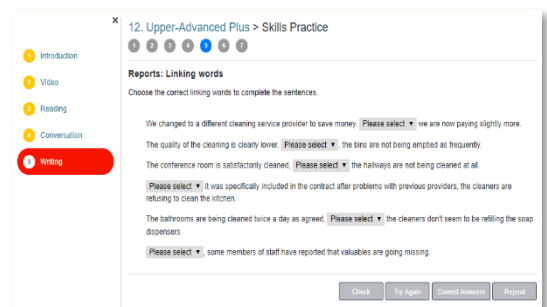 x
12. Upper-Advanced Plus > Skills Practice
1 2 3 4 5 6 7
1 Introduction
2 Video
3 Reading
4 Conversation
5 Writing
Reports: Linking words
Choose the correct linking words to complete the sentences.
We changed to a different cleaning service provider to save money. Please select ▼ we are now paying slightly more.
The quality of the cleaning is clearly lower. Please select ▼ , the bins are not being emptied as frequently.
The conference room is satisfactorily cleaned, Please select ▼ the hallways are not being cleaned at all.
Please select ▼ it was specifically included in the contract after problems with previous providers, the cleaners are
refusing to clean the kitchen.
The bathrooms are being cleaned twice a day as agreed, Please select ▼ the cleaners don't seem to be refilling the soap
dispensers.
Please select ▼ , some members of staff have reported that valuables are going missing.
Check Try Again Correct Answers Repeat